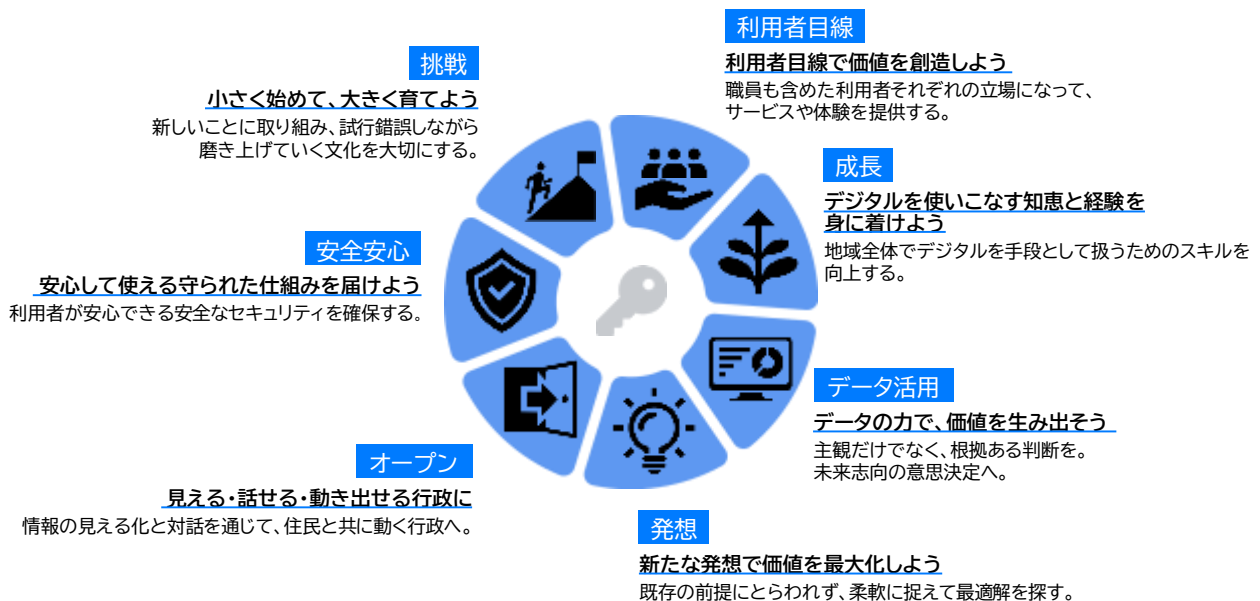 利用者目線
利用者目線で価値を創造しよう
職員も含めた利用者それぞれの立場になって、
サービスや体験を提供する。
成長
デジタルを使いこなす知恵と経験を
身に着けよう
地域全体でデジタルを手段として扱うためのスキルを
向上する。
データ活用
データの力で、価値を生み出そう
主観だけでなく、根拠ある判断を。
未来志向の意思決定へ。
発想
新たな発想で価値を最大化しよう
既存の前提にとらわれず、柔軟に捉えて最適解を探す。
オープン
見える・話せる・動き出せる行政に
情報の見える化と対話を通じて、住民と共に動く行政へ。
安全安心
安心して使える守られた仕組みを届けよう
利用者が安心できる安全なセキュリティを確保する。
挑戦
小さく始めて、大きく育てよう
新しいことに取り組み、試行錯誤しながら
磨き上げていく文化を大切にする。